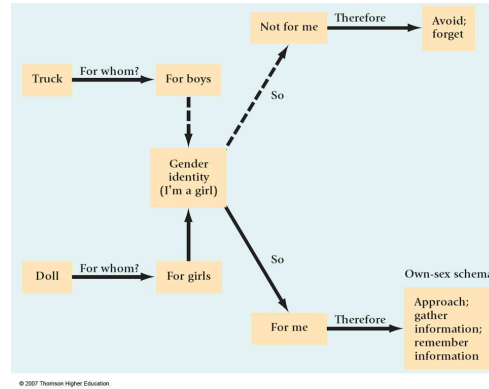 Not for me
Therefore
Avoid;
forget
Truck
For whom?
For boys
So
Gender
identity
(I'm a girl)
Doll
For whom?
For girls
So
For me
Therefore
Own-sex schema
Approach;
gather
information;
remember
information
© 2007 Thomson Higher Education